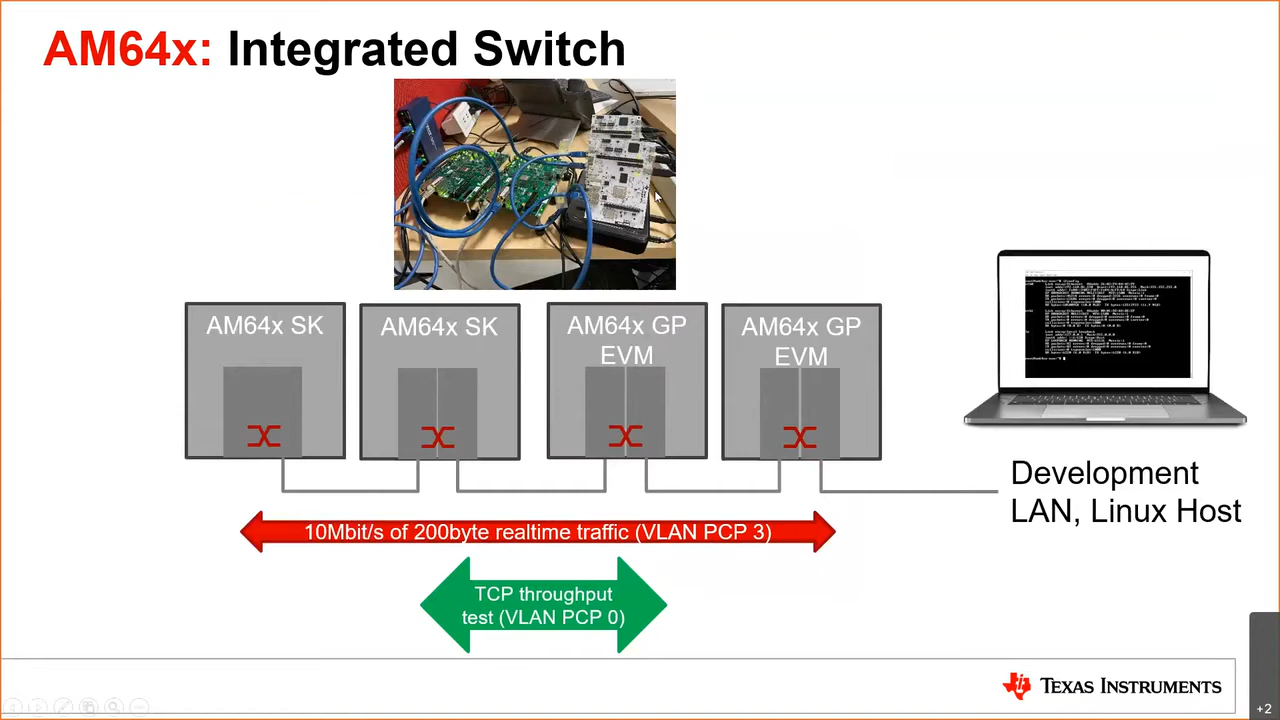 AM64x: Integrated Switch
AM64x SK
AM64x SK
AM64x GP
EVM
AM64x GP
EVM
Development
LAN, Linux Host
10Mbit/s of 200byte realtime traffic (VLAN PCP 3)
TCP throughput
test (VLAN PCP 0)
TEXAS INSTRUMENTS
+2